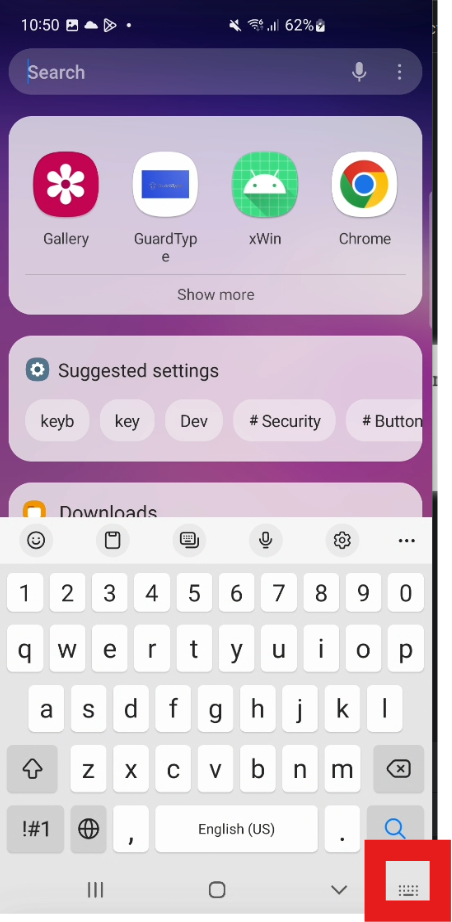 10:50 62%
Search
Gallery GuardTyp
e xWin Chrome
Show more
Suggested settings
keyb key Dev # Security # Button
Downloads
1 2 3 4 5 6 7 8 9 0
q w e r t y u i o p
a s d f g h j k l
z x c v b n m
!#1 , English (US) .